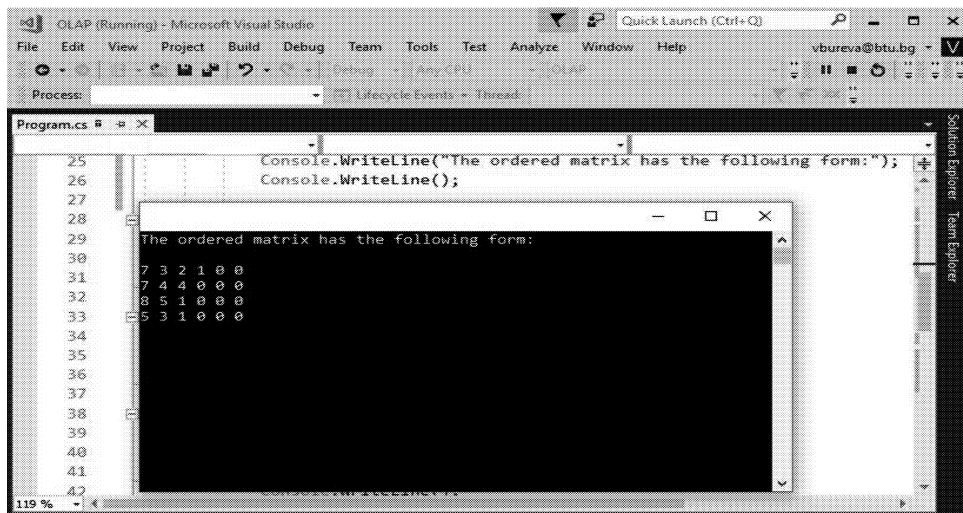 OLAP (Running) - Microsoft Visual Studio
Quick Launch (Ctrl+Q)
File Edit View Project Build Debug Team Tools Test Analyze Window Help
vbureva@btu.bg
V
Debug Any CPU OLAP
Process:
Lifecycle Events Thread:
Program.cs
Solution Explorer
Team Explorer
25 Console.WriteLine("The ordered matrix has the following form:");
26 Console.WriteLine();
27
28
29 The ordered matrix has the following form:
30
31 7 3 2 1 0 0
32 7 4 4 0 0 0
33 8 5 1 0 0 0
5 3 1 0 0 0
34
35
36
37
38
39
40
41
42
119 %